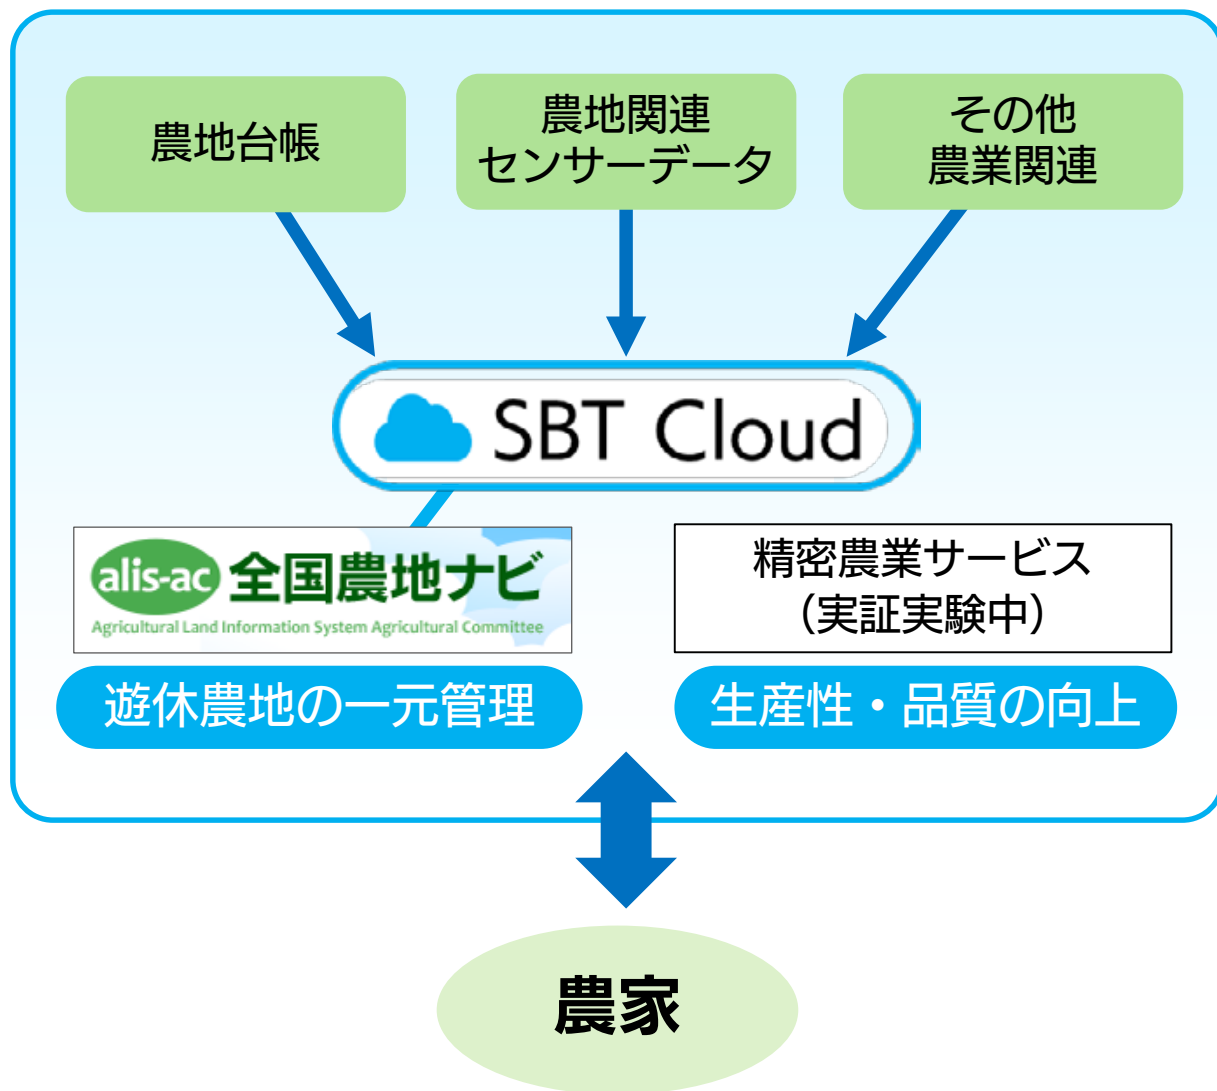 農地台帳
農地関連
センサーデータ
その他
農業関連
SBT Cloud
alis-ac 全国農地ナビ
Agricultural Land Information System Agricultural Committee
精密農業サービス
（実証実験中）
遊休農地の一元管理
生産性・品質の向上
農家